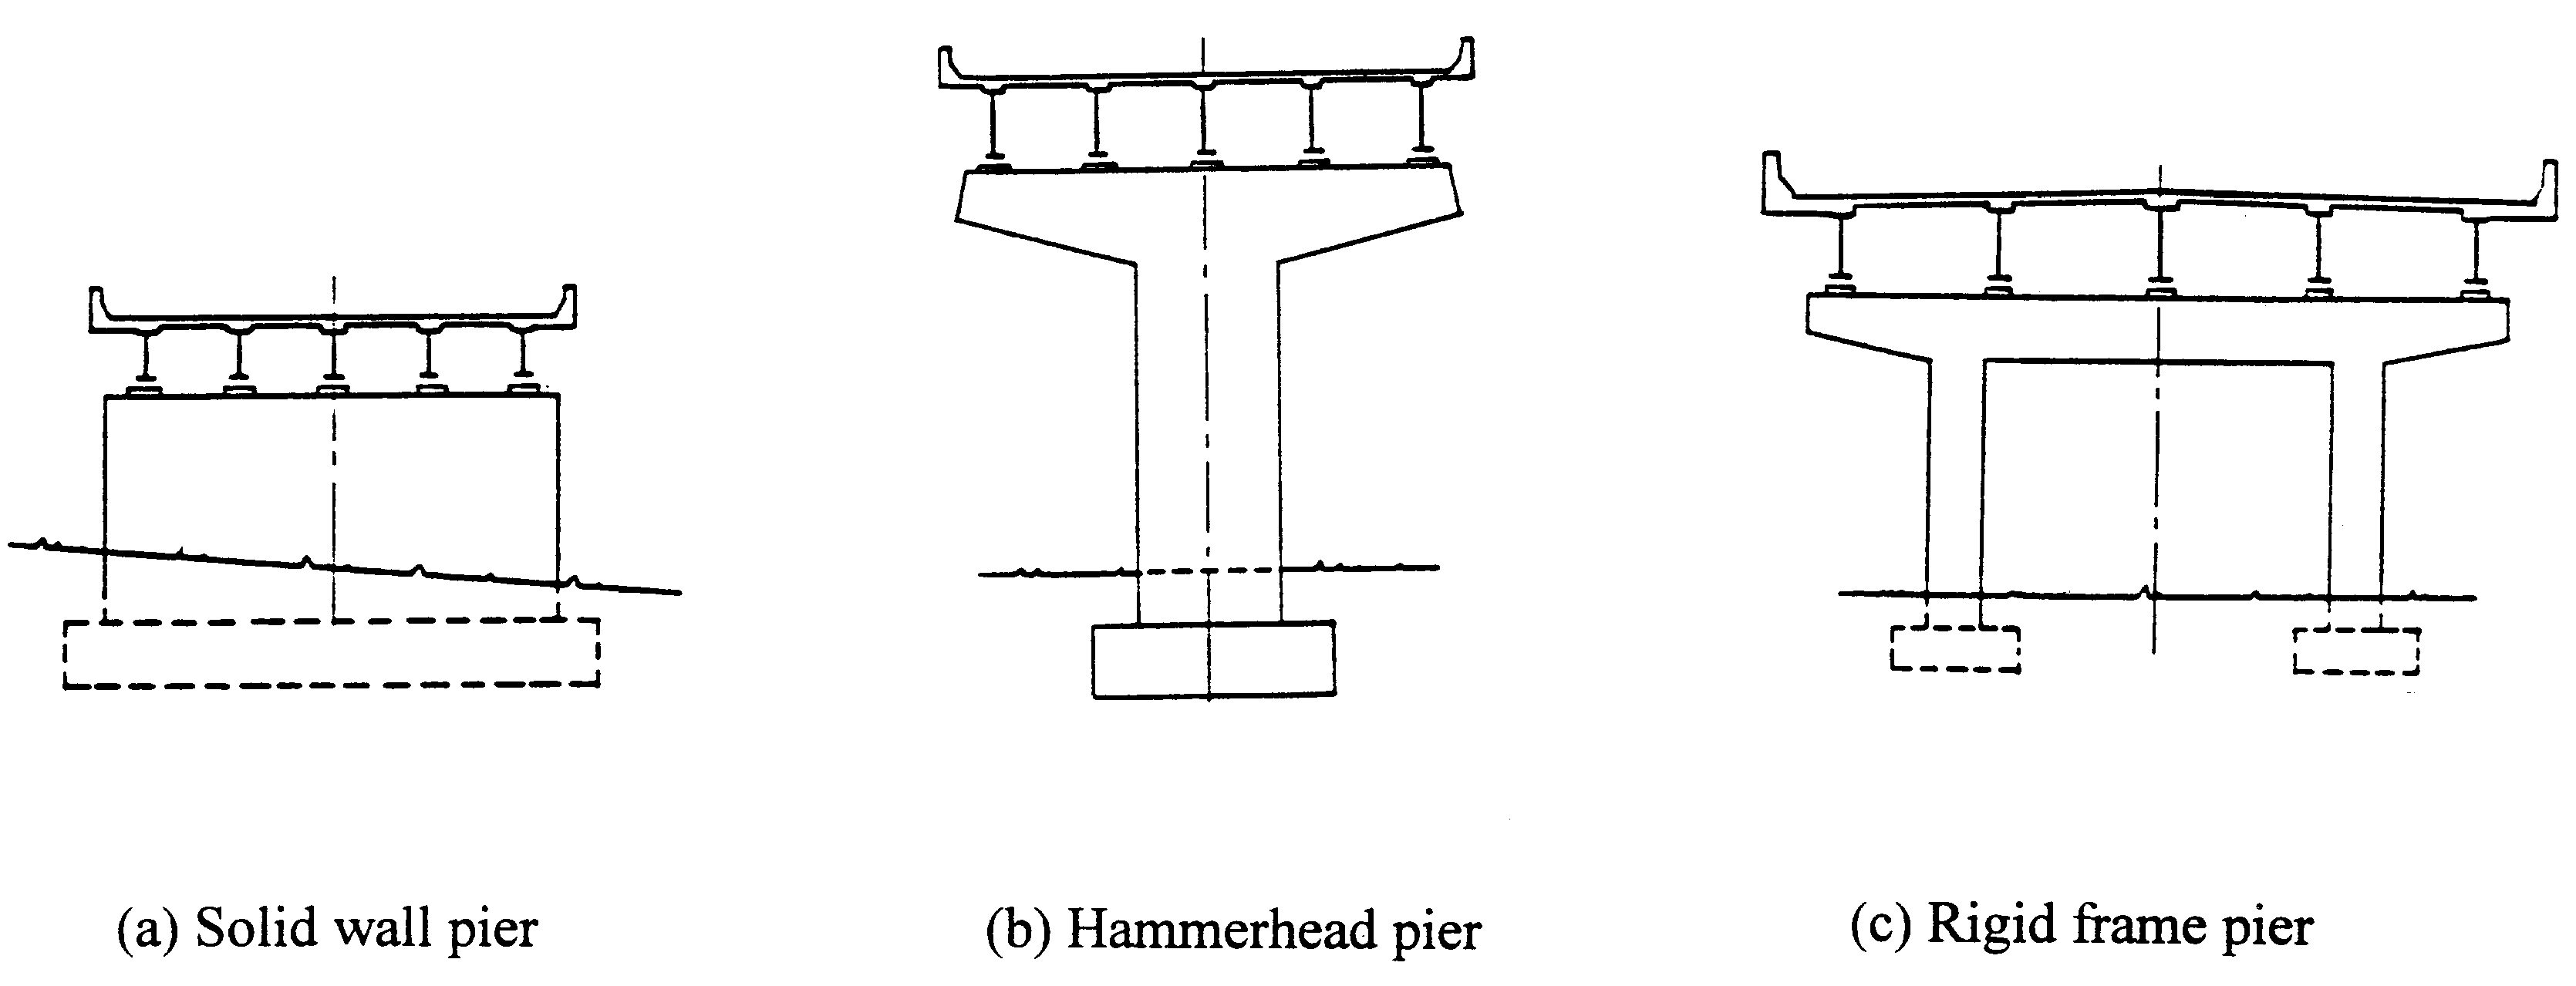 (a) Solid wall pier
(b) Hammerhead pier
(c) Rigid frame pier